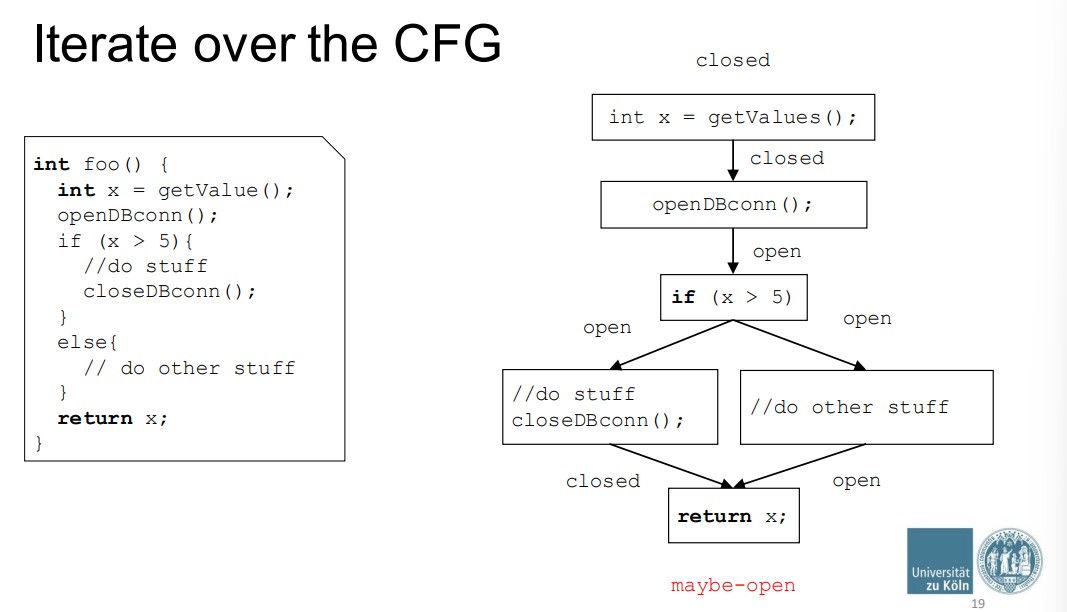 Iterate over the CFG
int foo() {
int x = getValue();
openDBconn();
if (x > 5){
//do stuff
closeDBconn();
}
else{
// do other stuff
}
return x;
}
closed
int x = getValues();
closed
openDBconn();
open
if (x > 5)
open
open
//do stuff
closeDBconn();
//do other stuff
closed
open
return x;
maybe-open
Universität
zu Köln
19